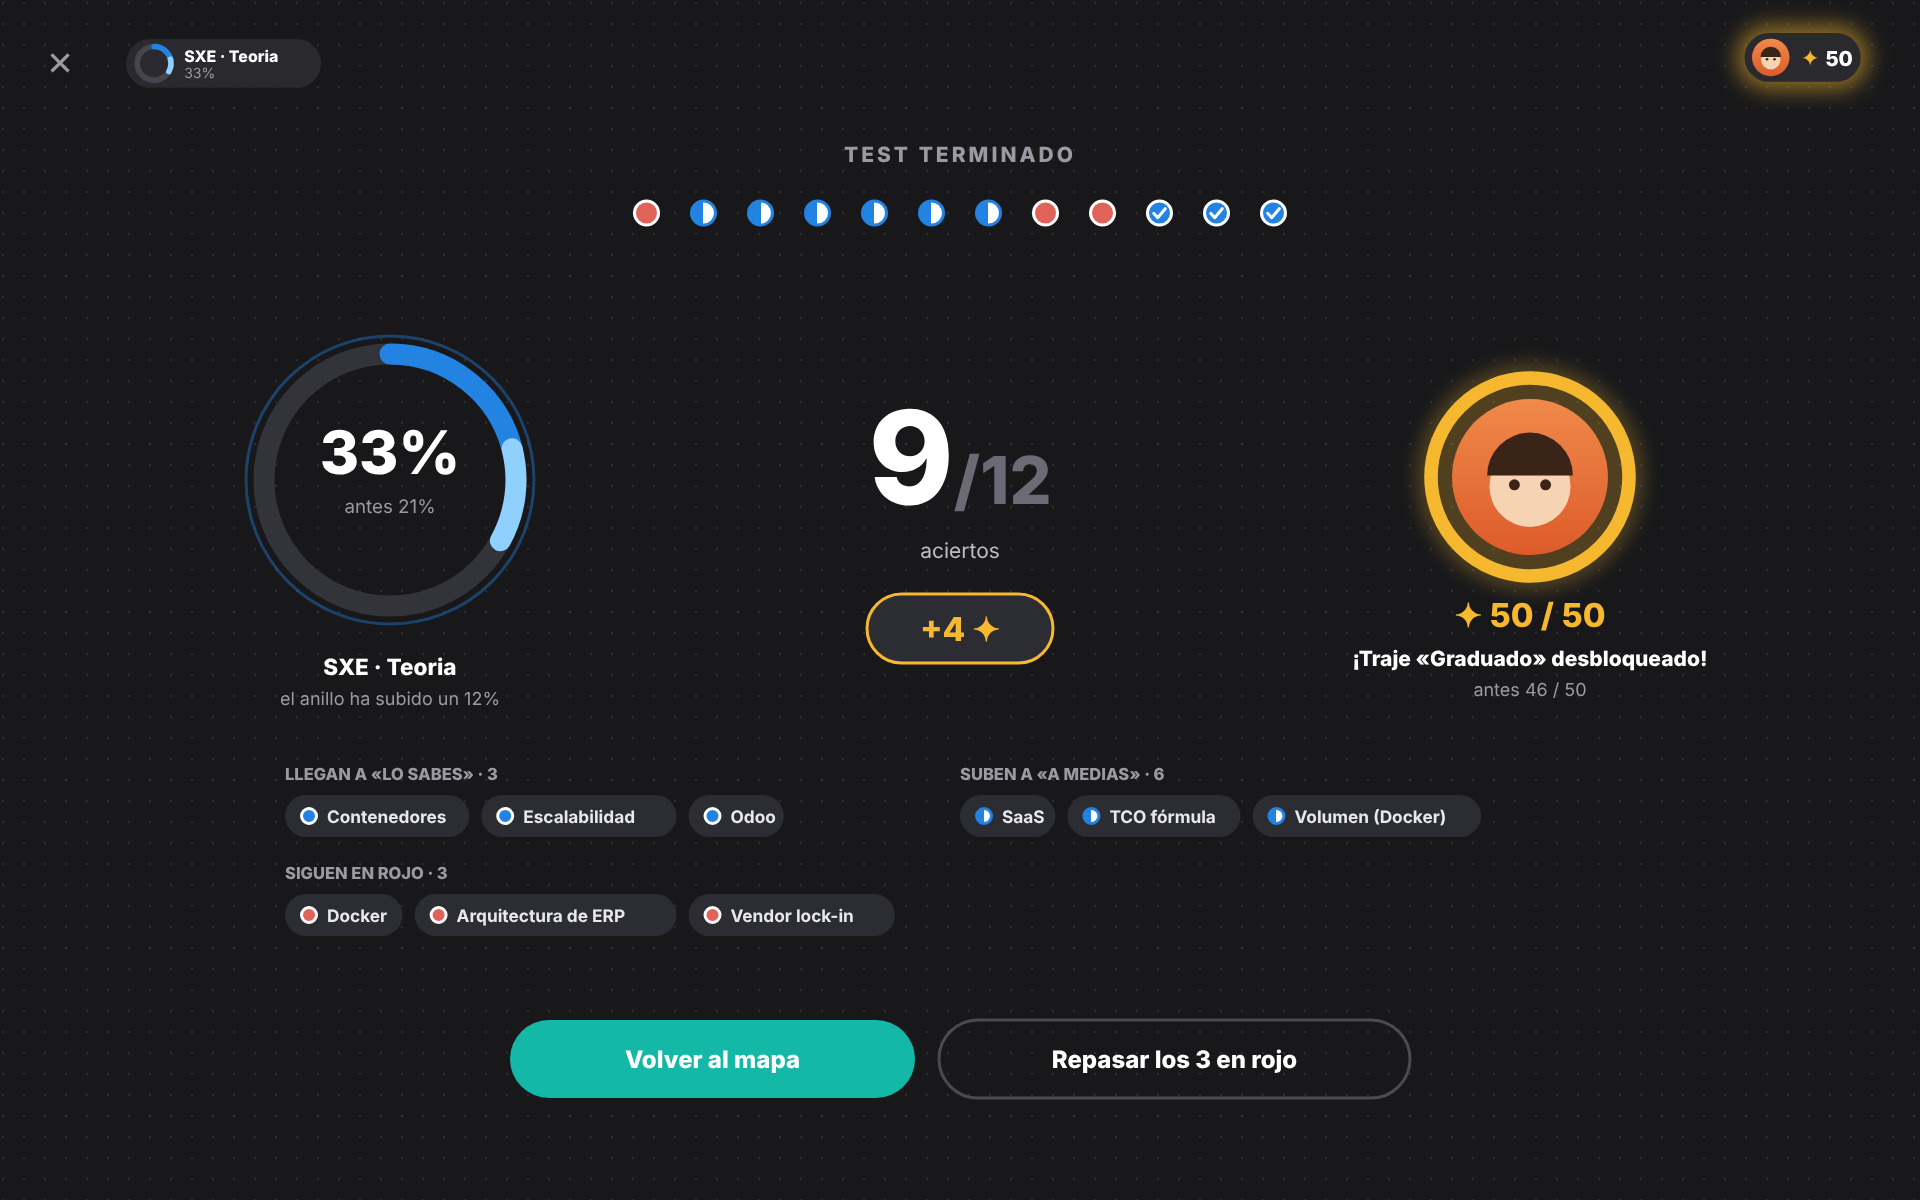 SXE · Teoria
33%
✦ 50
TEST TERMINADO
33%
antes 21%
SXE · Teoria
el anillo ha subido un 12%
9/12
aciertos
+4 ✦
✦ 50 / 50
¡Traje «Graduado» desbloqueado!
antes 46 / 50
LLEGAN A «LO SABES» · 3
Contenedores
Escalabilidad
Odoo
SUBEN A «A MEDIAS» · 6
SaaS
TCO fórmula
Volumen (Docker)
SIGUEN EN ROJO · 3
Docker
Arquitectura de ERP
Vendor lock-in
Volver al mapa
Repasar los 3 en rojo